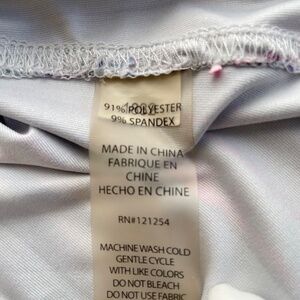 91% POLYESTER
9% SPANDEX
MADE IN CHINA
FABRIQUE EN
CHINE
HECHO EN CHINE
RN#121254
MACHINE WASH COLD
GENTLE CYCLE
WITH LIKE COLORS
DO NOT BLEACH
DO NOT USE FABRIC